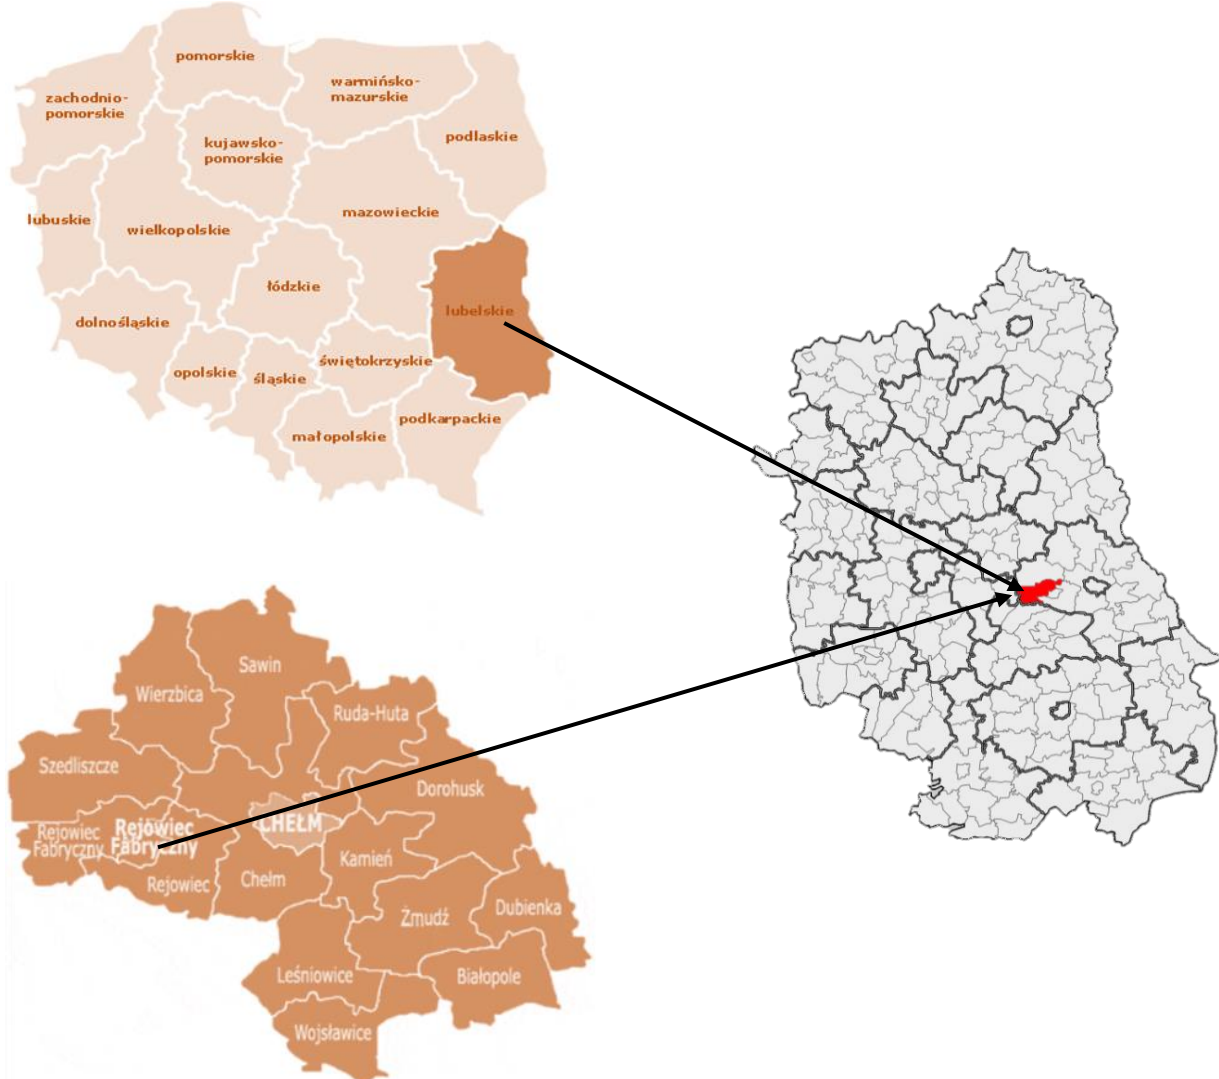 pomorskie
warmińsko-
mazurskie
zachodnio-
pomorskie
podlaskie
kujawsko-
pomorskie
mazowieckie
lubuskie
wielkopolskie
łódzkie
lubelskie
dolnośląskie
świętokrzyskie
opolskie
śląskie
podkarpackie
małopolskie
Sawin
Wierzbica
Ruda-Huta
Siedliszcze
Dorohusk
CHEŁM
Rejowiec
Fabryczny
Rejowiec
Fabryczny
Kamień
Chełm
Rejowiec
Żmudź
Dubienka
Leśniowice
Białopole
Wojsławice